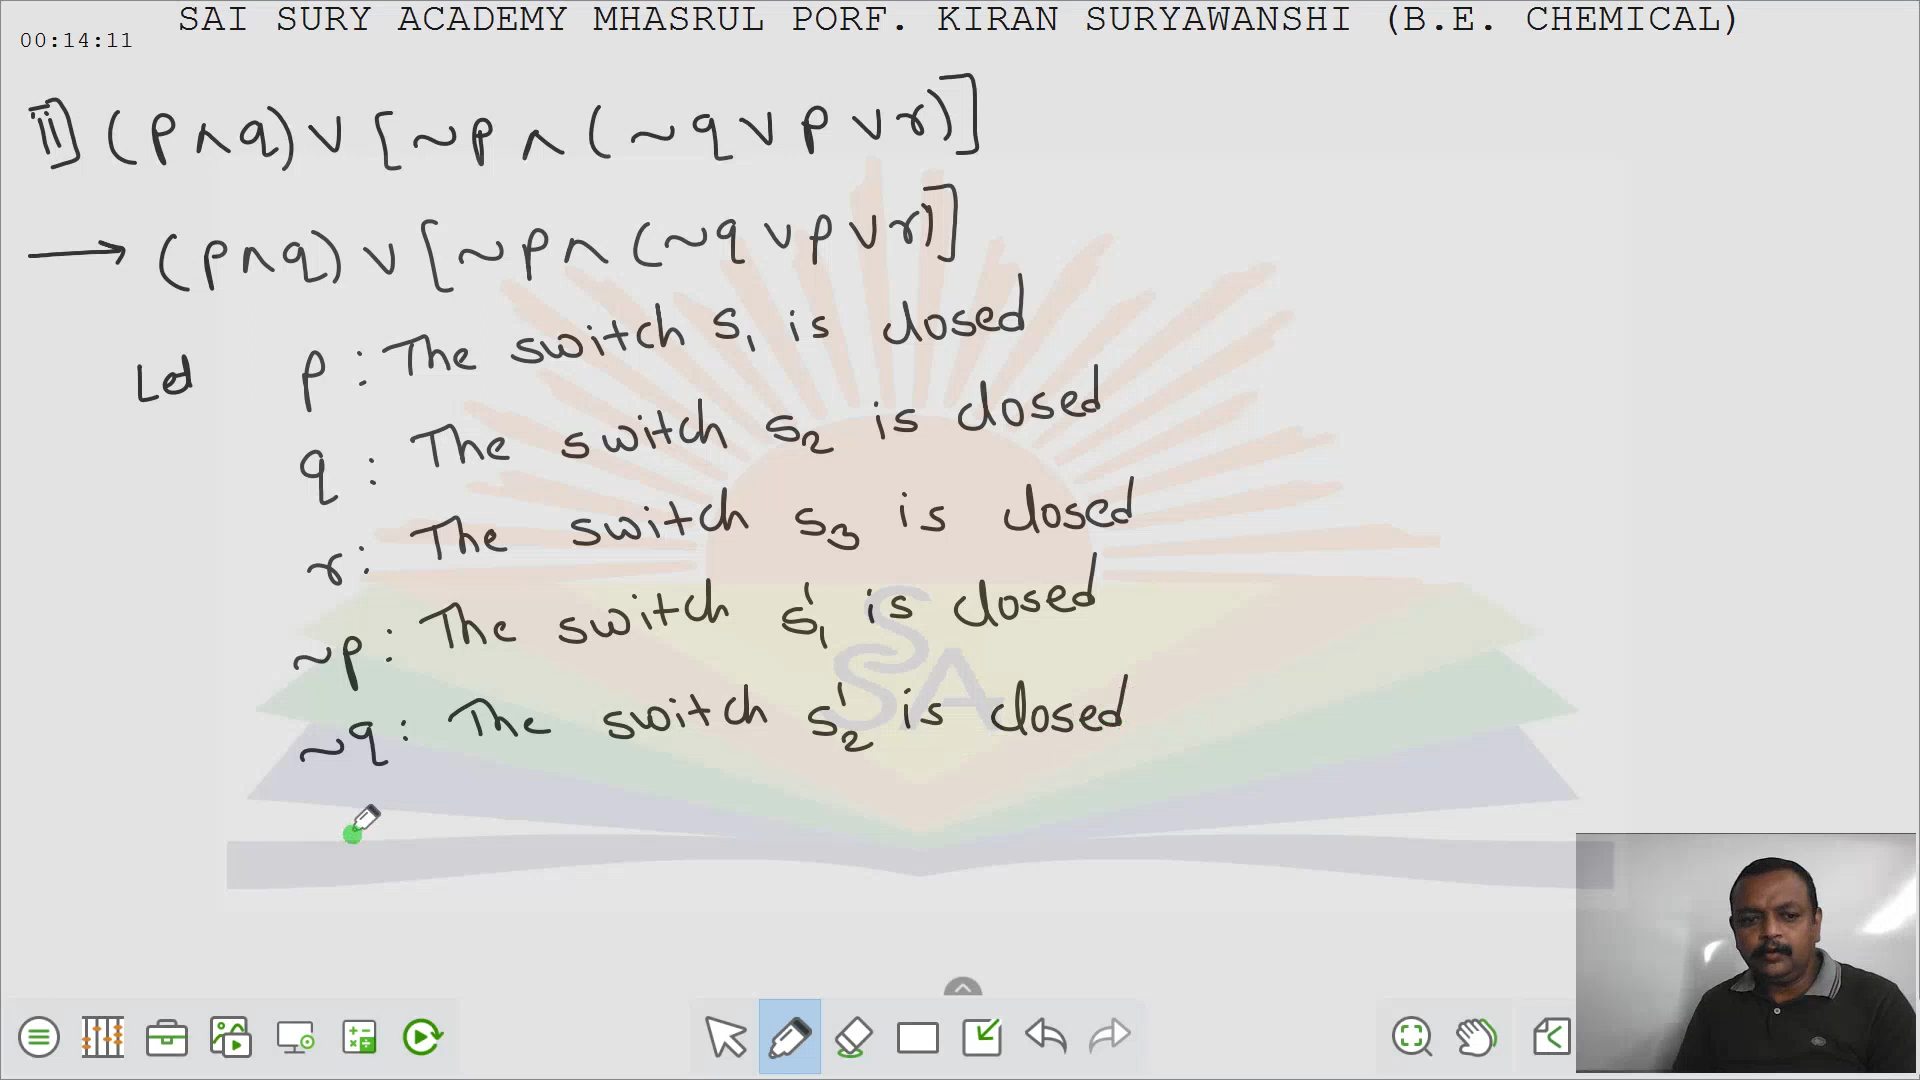 SAI SURY ACADEMY MHASRUL PORF. KIRAN SURYAWANSHI (B.E. CHEMICAL)
00:14:11
ii] (p∧q) ∨ [~p ∧ (~q ∨ p ∨ r)]
→ (p∧q) ∨ [~p ∧ (~q ∨ p ∨ r)]
Let p : The switch s₁ is closed
q : The switch s₂ is closed
r : The switch s₃ is closed
~p : The switch s₁' is closed
~q : The switch s₂' is closed
SSA